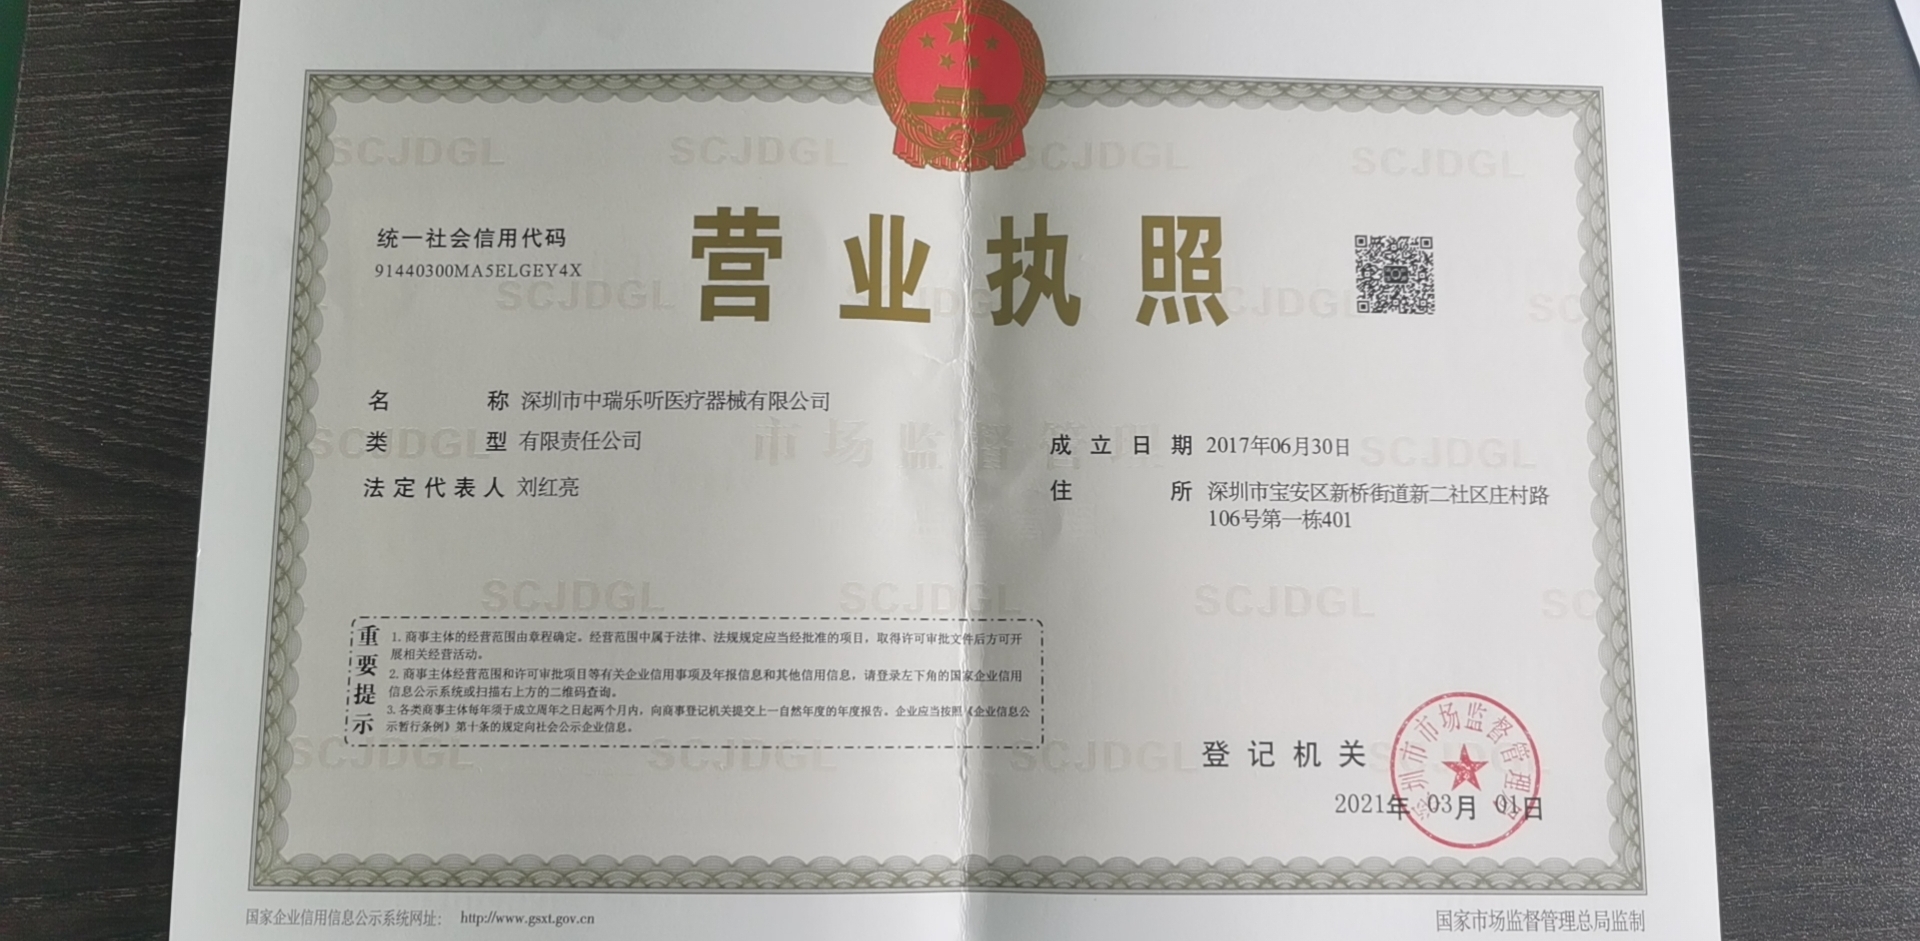 营业执照
统一社会信用代码
91440300MA5ELGEY4X
名称 深圳市中瑞乐听医疗器械有限公司
类型 有限责任公司
法定代表人 刘红亮
成立日期 2017年06月30日
住所 深圳市宝安区新桥街道新二社区庄村路
106号第一栋401
重要提示
1. 商事主体的经营范围由章程确定。经营范围中属于法律、法规规定应当经批准的项目，取得许可审批文件后方可开
展相关经营活动。
2. 商事主体经营范围和许可审批项目等有关企业信用事项及年报信息和其他信用信息，请登录左下角的国家企业信用
信息公示系统或扫描右上方的二维码查询。
3. 各类商事主体每年须于成立周年之日起两个月内，向商事登记机关提交上一自然年度的年度报告。企业应当按照《企业信息公
示暂行条例》第十条的规定向社会公示企业信息。
登记机关
深圳市市场监督管理局
2021年03月01日
国家企业信用信息公示系统网址： http://www.gsxt.gov.cn
国家市场监督管理总局监制
SCJDGL
市场监督管理